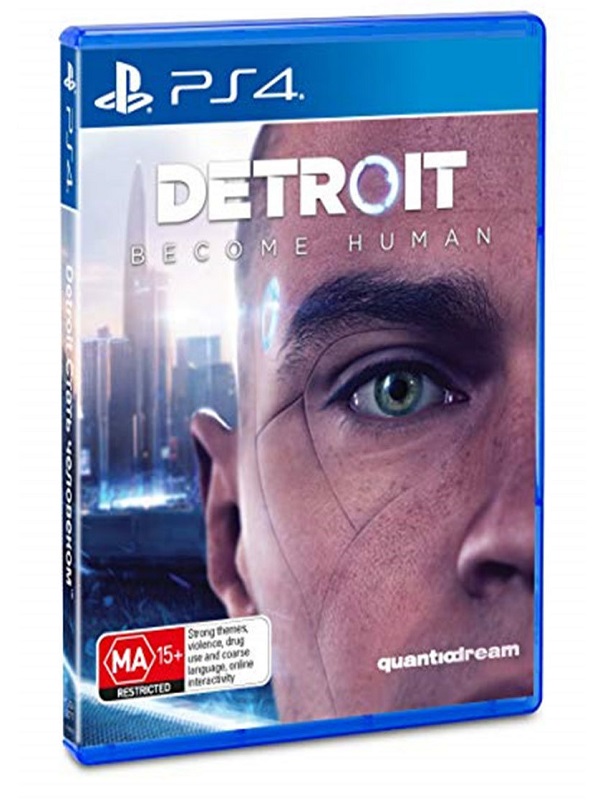 PS4
DETROIT
BECOME HUMAN
MA 15+
RESTRICTED
Strong themes,
violence, drug
use and coarse
language, online
interactivity
quanticdream
PS4
Detroit Стать человеком™